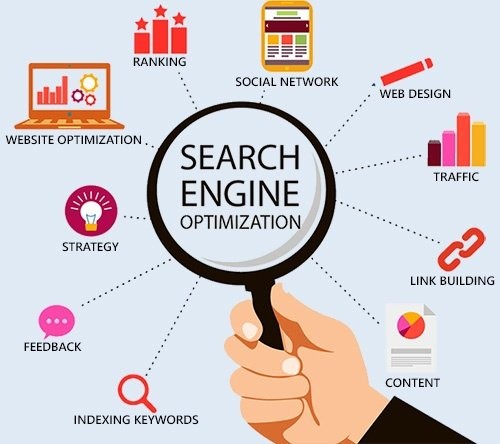 RANKING
SOCIAL NETWORK
WEB DESIGN
WEBSITE OPTIMIZATION
SEARCH
ENGINE
OPTIMIZATION
TRAFFIC
STRATEGY
LINK BUILDING
FEEDBACK
CONTENT
INDEXING KEYWORDS